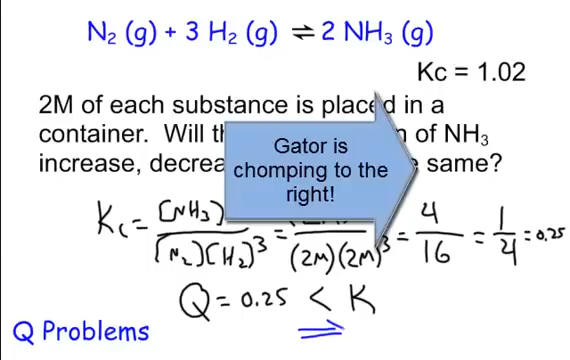 N₂ (g) + 3 H₂ (g) ⇌ 2 NH₃ (g)
Kc = 1.02
2M of each substance is placed in a
container. Will th of NH₃
increase, decrea same?
Gator is
chomping to the
right!
Kc = [NH₃] / [N₂][H₂]³ = / (2M)(2M)³ = 4/16 = 1/4 = 0.25
Q = 0.25 < K
Q Problems ⇒